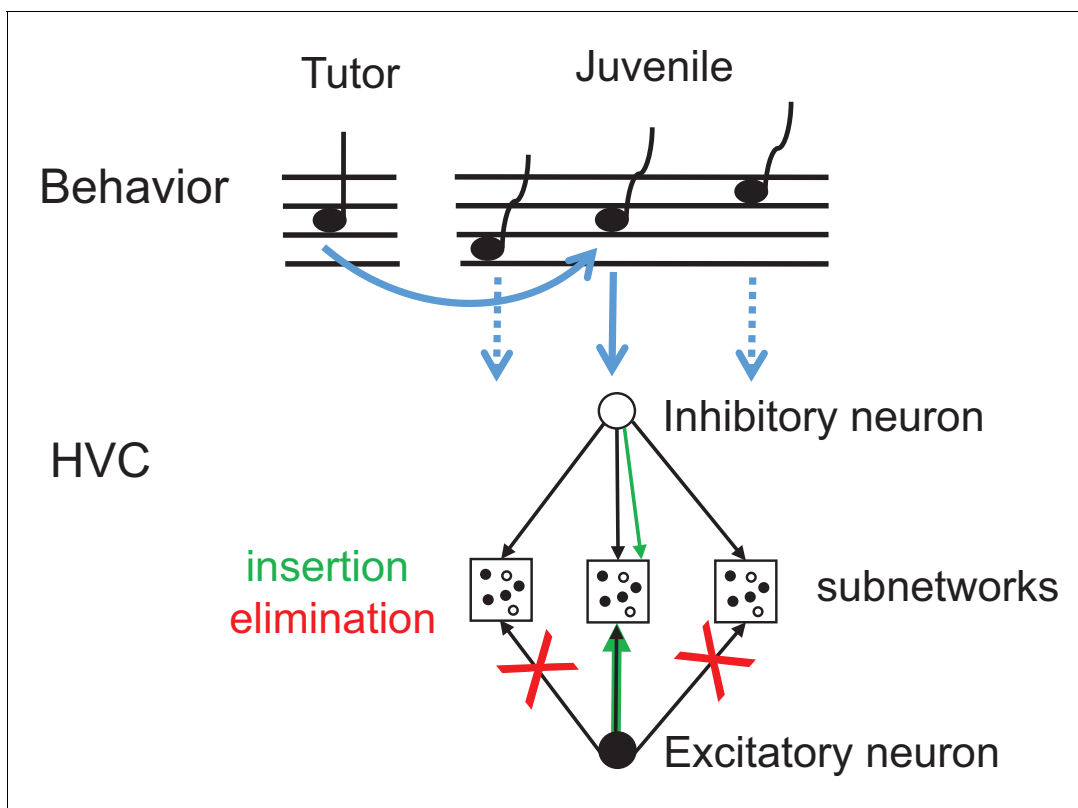 Tutor
Juvenile
Behavior
Inhibitory neuron
HVC
insertion
elimination
subnetworks
Excitatory neuron